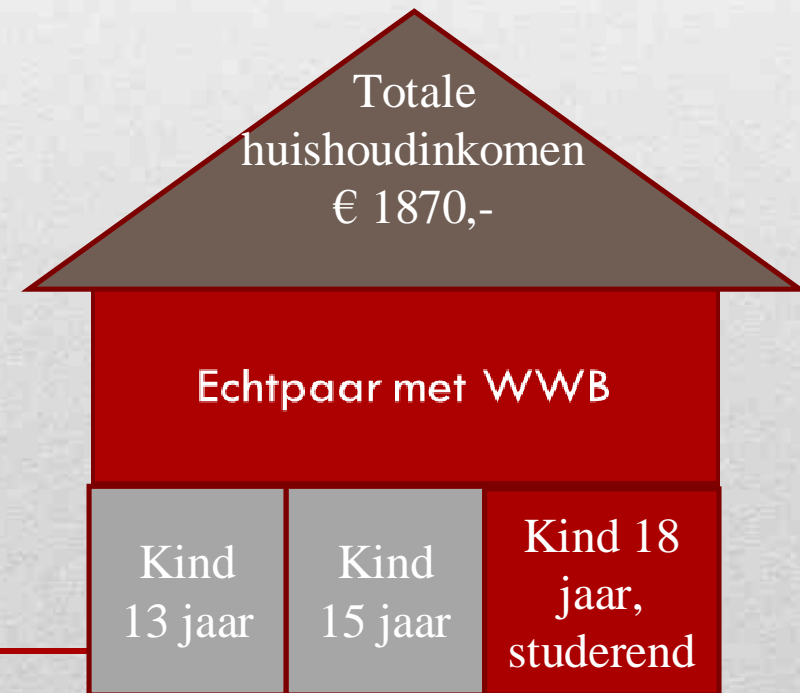 Totale
huishoudinkomen
€ 1870,-
Echtpaar met WWB
Kind
13 jaar
Kind
15 jaar
Kind 18
jaar,
studerend